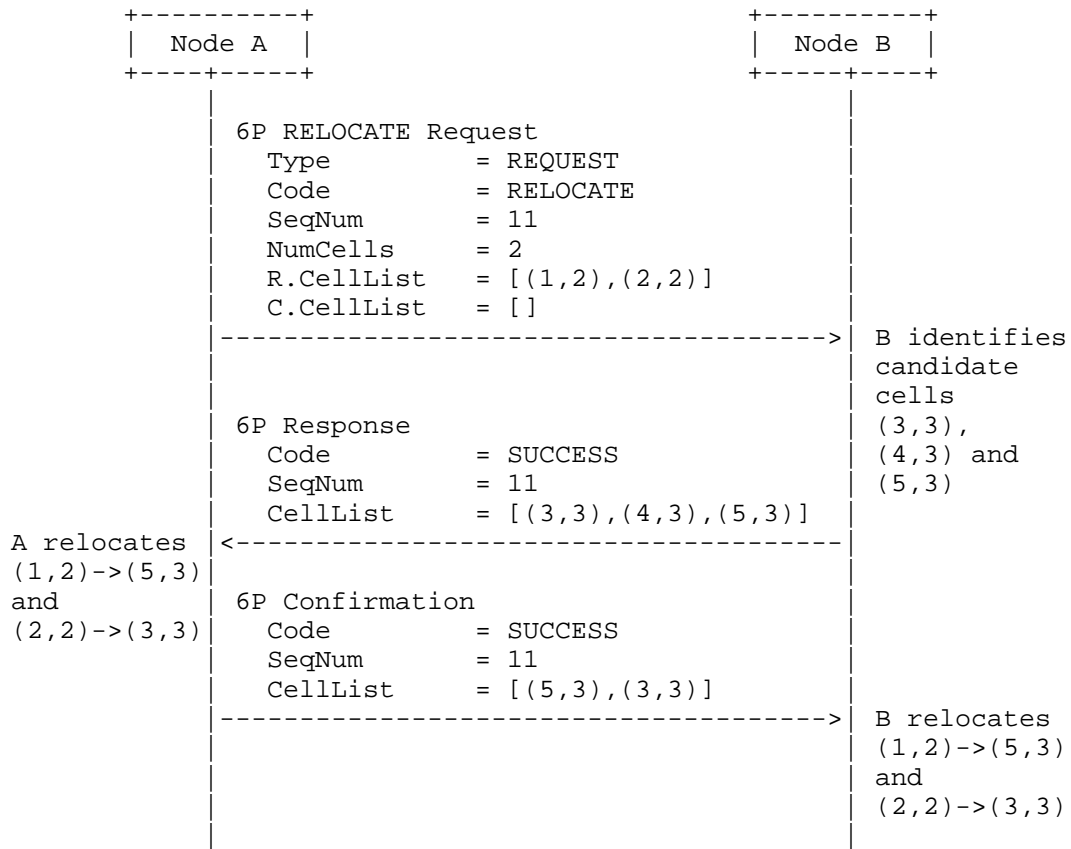 Node A    Node B
6P RELOCATE Request
Type = REQUEST
Code = RELOCATE
SeqNum = 11
NumCells = 2
R.CellList = [(1,2),(2,2)]
C.CellList = []
B identifies
candidate
cells
(3,3),
(4,3) and
(5,3)
6P Response
Code = SUCCESS
SeqNum = 11
CellList = [(3,3),(4,3),(5,3)]
A relocates
(1,2)->(5,3)
and
(2,2)->(3,3)
6P Confirmation
Code = SUCCESS
SeqNum = 11
CellList = [(5,3),(3,3)]
B relocates
(1,2)->(5,3)
and
(2,2)->(3,3)